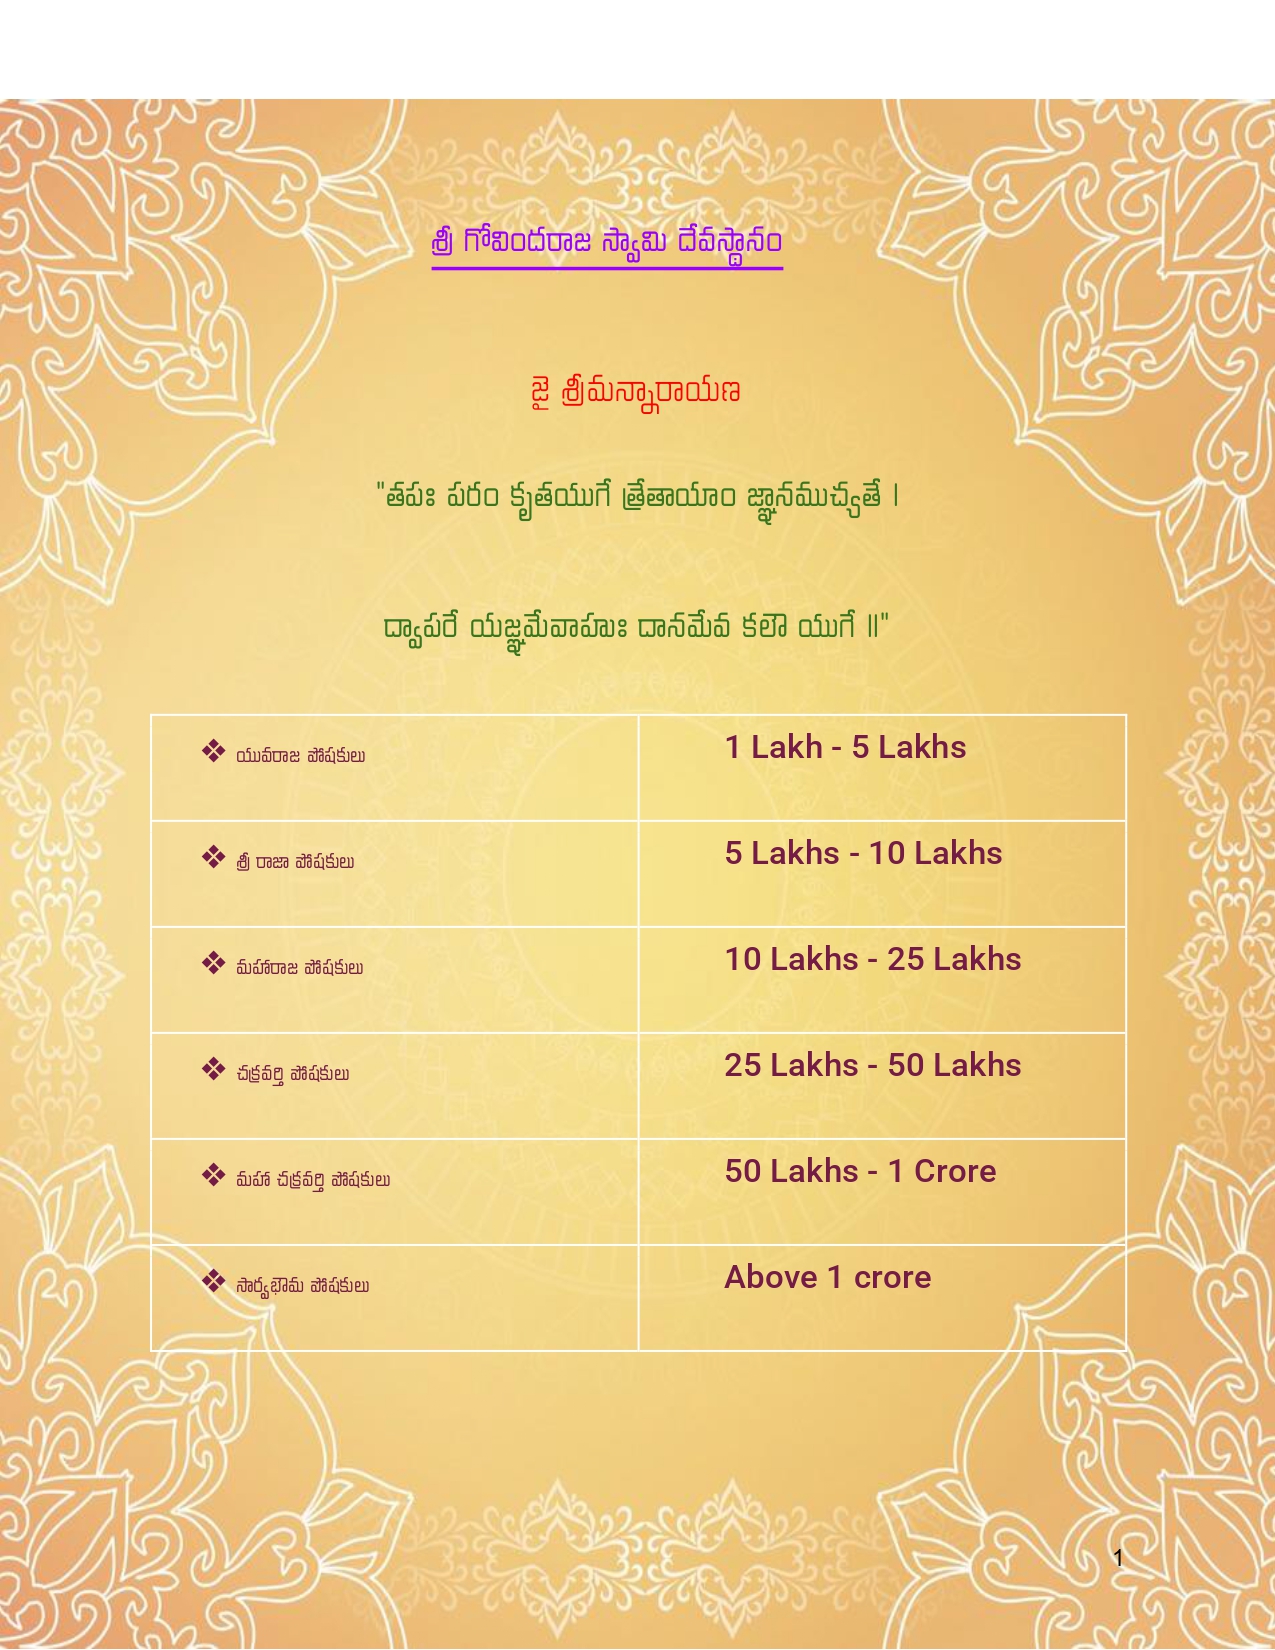 శ్రీ గోవిందరాజ స్వామి దేవస్థానం
జై శ్రీమన్నారాయణ
"తపః పరం కృతయుగే త్రేతాయాం జ్ఞానముచ్యతే ।
ద్వాపరే యజ్ఞమేవాహుః దానమేవ కలౌ యుగే ॥"
❖ యువరాజ పోషకులు 1 Lakh - 5 Lakhs
❖ శ్రీ రాజా పోషకులు 5 Lakhs - 10 Lakhs
❖ మహారాజ పోషకులు 10 Lakhs - 25 Lakhs
❖ చక్రవర్తి పోషకులు 25 Lakhs - 50 Lakhs
❖ మహా చక్రవర్తి పోషకులు 50 Lakhs - 1 Crore
❖ సార్వభౌమ పోషకులు Above 1 crore
1